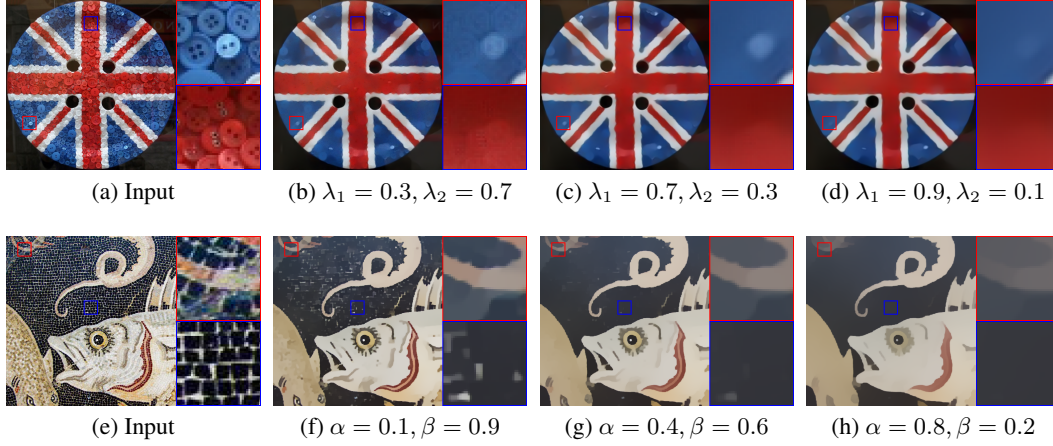 (a) Input
(b) λ₁ = 0.3, λ₂ = 0.7
(c) λ₁ = 0.7, λ₂ = 0.3
(d) λ₁ = 0.9, λ₂ = 0.1
(e) Input
(f) α = 0.1, β = 0.9
(g) α = 0.4, β = 0.6
(h) α = 0.8, β = 0.2